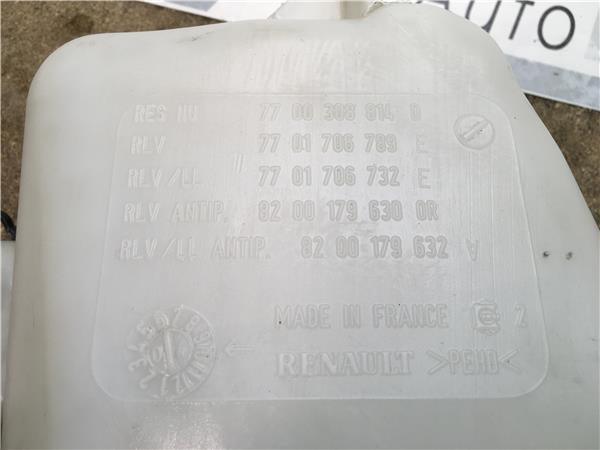 AUTO
RES NU 77 00 308 814 D
RLV 77 01 706 789 E
RLV/LL 77 01 706 732 E
RLV ANTIP. 82 00 179 630 0R
RLV/LL ANTIP. 82 00 179 632 A
MADE IN FRANCE 2
RENAULT >PEHD<